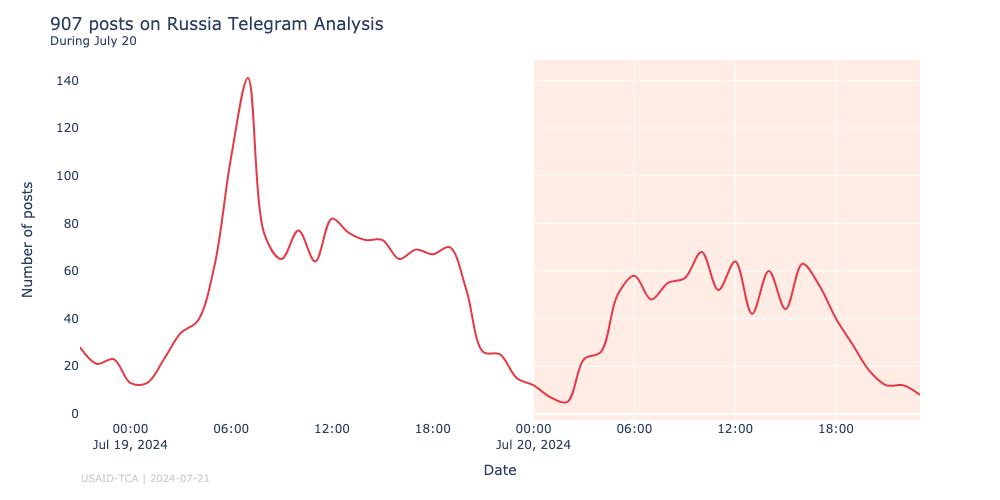 907 posts on Russia Telegram Analysis
During July 20
Number of posts
140
120
100
80
60
40
20
0
00:00 06:00 12:00 18:00 00:00 06:00 12:00 18:00
Jul 19, 2024 Jul 20, 2024
Date
USAID-TCA | 2024-07-21